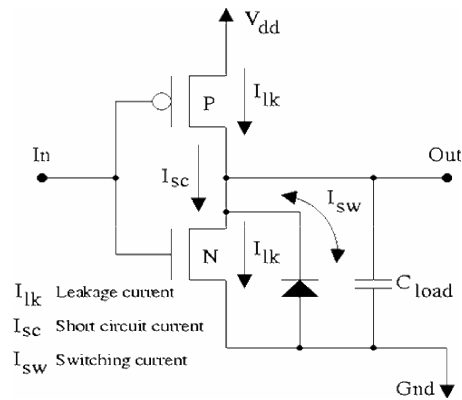 Vdd
P
Ilk
In
Out
Isc
Isw
N
Ilk
Cload
Ilk Leakage current
Isc Short circuit current
Isw Switching current
Gnd